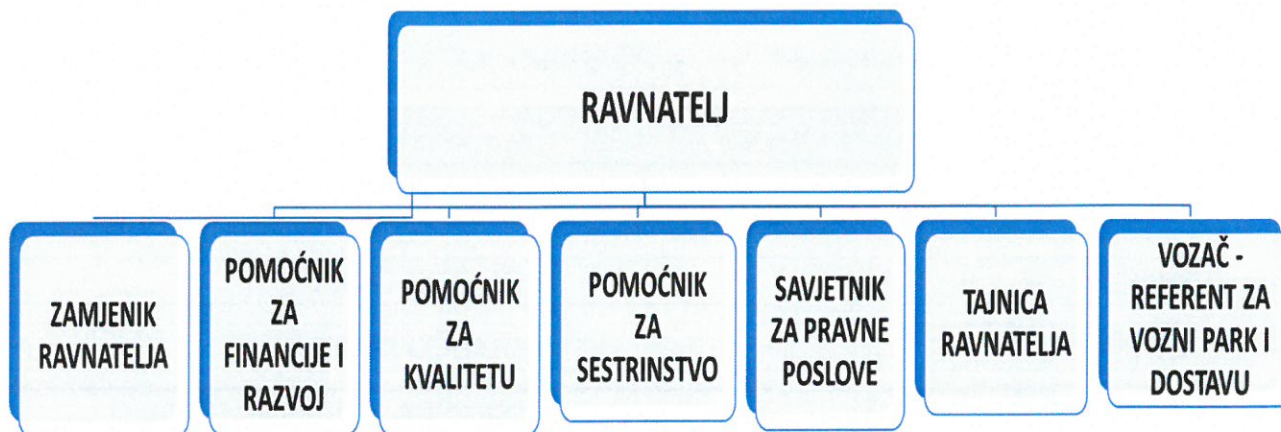 RAVNATELJ
ZAMJENIK
RAVNATELJA
POMOĆNIK
ZA
FINANCIJE I
RAZVOJ
POMOĆNIK
ZA
KVALITETU
POMOĆNIK
ZA
SESTRINSTVO
SAVJETNIK
ZA PRAVNE
POSLOVE
TAJNICA
RAVNATELJA
VOZAČ -
REFERENT ZA
VOZNI PARK I
DOSTAVU